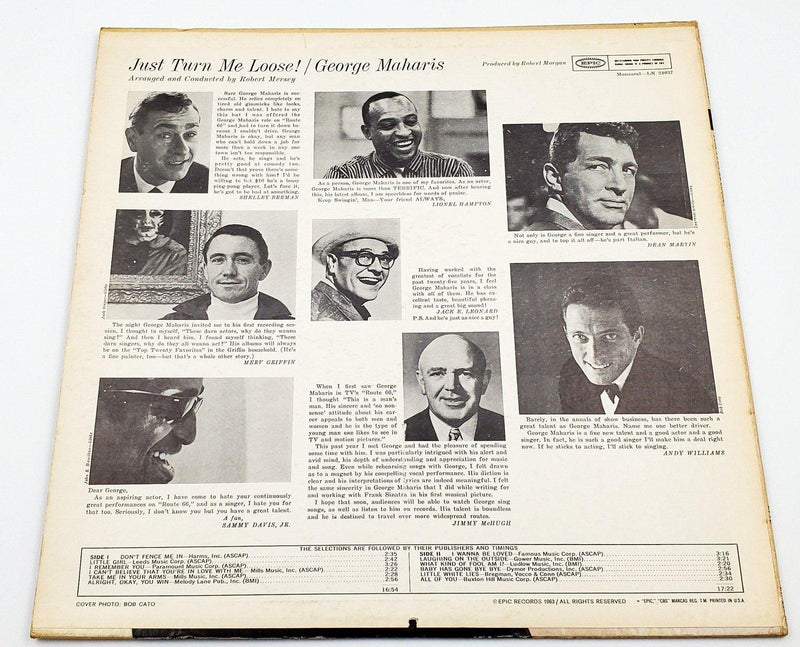 Just Turn Me Loose! / George Maharis
Arranged and Conducted by Robert Mersey
Produced by Robert Morgan
EPIC
Monaural—LN 24037
Sure George Maharis is suc-
cessful. He relies completely on
tired old gimmicks like looks,
charm and talent. I hate to say
this but I was offered the
George Maharis role on "Route
66" and had to turn it down be-
cause I couldn't drive. George
Maharis is okay, but any man
who can't hold down a job for
more than a week in any one
town isn't too responsible.
He acts, he sings and he's
pretty good at comedy too.
Doesn't that prove there's some-
thing wrong with him? I'd be
willing to bet $10 he's a lousy
ping-pong player. Let's face it,
he's got to be bad at something.
SHELLEY BERMAN
As a person, George Maharis is one of my favorites. As an actor,
George Maharis is more than TERRIFIC. And now after hearing
this, his latest album, I am speechless for words of praise.
'Keep Swingin', Man—Your friend ALWAYS,
LIONEL HAMPTON
Not only is George a fine singer and a great performer, but he's
a nice guy, and to top it all off—he's part Italian.
DEAN MARTIN
The night George Maharis invited me to his first recording ses-
sion, I thought to myself, "These darn actors, why do they wanna
sing?" And then I heard him. I found myself thinking, "These
darn singers, why do they all wanna act?" His albums will always
be on the "Top Twenty Favorites" in the Griffin household. (He's
a fine painter, too—but that's a whole other story.)
MERV GRIFFIN
Having worked with the
greatest of vocalists for the
past twenty-five years, I feel
George Maharis is in a class
with all of them. He has ex-
cellent taste, beautiful phras-
ing and a great big sound!
JACK E. LEONARD
P.S. And he's just as nice a guy!
Rarely, in the annals of show business, has there been such a
great talent as George Maharis. Name me one better driver.
George Maharis is a fine new talent and a good actor and a good
singer. In fact, he is such a good singer I'll make him a deal right
now. If he sticks to acting, I'll stick to singing.
ANDY WILLIAMS
When I first saw George
Maharis in TV's "Route 66,"
I thought "This is a man's
man. His sincere and 'no non-
sense' attitude about his car-
reer appeals to both men and
women and he is the type of
young man one likes to see in
TV and motion pictures."
This past year I met George and had the pleasure of spending
some time with him. I was particularly intrigued with his alert and
avid mind, his depth of understanding and appreciation for music
and song. Even while rehearsing songs with George, I felt drawn
as to a magnet by his compelling vocal performance. His diction is
clear and his interpretations of lyrics are indeed meaningful. I felt
the same sincerity in George Maharis that I did while writing for
and working with Frank Sinatra in his first musical picture.
I hope that soon, audiences will be able to watch George sing
songs, as well as listen to him on records. His talent is boundless
and he is destined to travel over more widespread routes.
JIMMY McHUGH
Dear George,
As an aspiring actor, I have come to hate your continuously
great performances on "Route 66," and as a singer, I hate you for
that too. Seriously, I don't know you but you have a great talent.
A fan,
SAMMY DAVIS, JR.
THE SELECTIONS ARE FOLLOWED BY THEIR PUBLISHERS AND TIMINGS
SIDE I DON'T FENCE ME IN—Harms, Inc. (ASCAP) 2:35
LITTLE GIRL—Leeds Music Corp. (ASCAP) 2:42
I REMEMBER YOU—Paramount Music Corp. (ASCAP) 3:26
I CAN'T BELIEVE THAT YOU'RE IN LOVE WITH ME—Mills Music, Inc. (ASCAP) 2:22
TAKE ME IN YOUR ARMS—Mills Music, Inc. (ASCAP) 2:28
ALRIGHT, OKAY, YOU WIN—Melody Lane Pub., Inc. (BMI) 2:56
16:54
SIDE II I WANNA BE LOVED—Famous Music Corp. (ASCAP) 3:16
LAUGHING ON THE OUTSIDE—Gower Music, Inc. (BMI) 3:21
WHAT KIND OF FOOL AM I?—Ludlow Music, Inc. (BMI) 2:20
BABY HAS GONE BYE BYE—Dymor Productions, Inc. (ASCAP) 2:56
LITTLE WHITE LIES—Bregman, Vocco & Conn, Inc. (ASCAP) 2:34
ALL OF YOU—Buxton Hill Music Corp. (ASCAP) 2:30
17:22
COVER PHOTO: BOB CATO
© EPIC RECORDS 1963 / ALL RIGHTS RESERVED
® "EPIC," "CBS" MARCAS REG. T.M. PRINTED IN U.S.A.